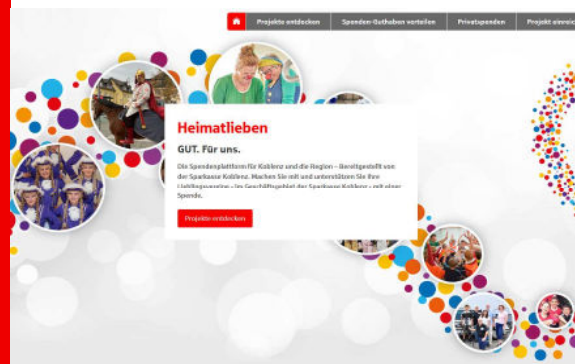 Projekte entdecken
Spenden-Guthaben verteilen
Privatspenden
Projekt einreic
Heimatlieben
GUT. Für uns.
Die Spendenplattform für Koblenz und die Region – Bereitgestellt von
der Sparkasse Koblenz. Machen Sie mit und unterstützen Sie Ihre
Lieblingsvereine - im Geschäftsgebiet der Sparkasse Koblenz - mit einer
Spende.
Projekte entdecken